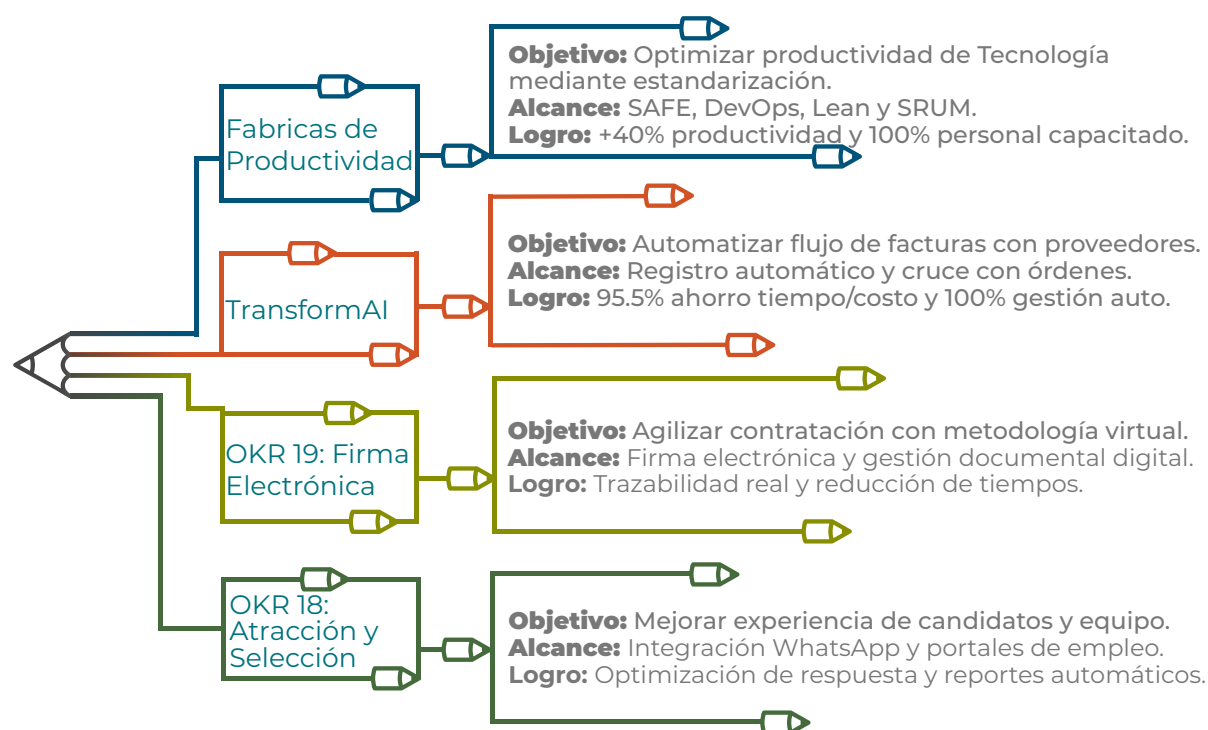 Fabricas de
Productividad
Objetivo: Optimizar productividad de Tecnología
mediante estandarización.
Alcance: SAFE, DevOps, Lean y SRUM.
Logro: +40% productividad y 100% personal capacitado.
TransformAI
Objetivo: Automatizar flujo de facturas con proveedores.
Alcance: Registro automático y cruce con órdenes.
Logro: 95.5% ahorro tiempo/costo y 100% gestión auto.
OKR 19: Firma
Electrónica
Objetivo: Agilizar contratación con metodología virtual.
Alcance: Firma electrónica y gestión documental digital.
Logro: Trazabilidad real y reducción de tiempos.
OKR 18:
Atracción y
Selección
Objetivo: Mejorar experiencia de candidatos y equipo.
Alcance: Integración WhatsApp y portales de empleo.
Logro: Optimización de respuesta y reportes automáticos.